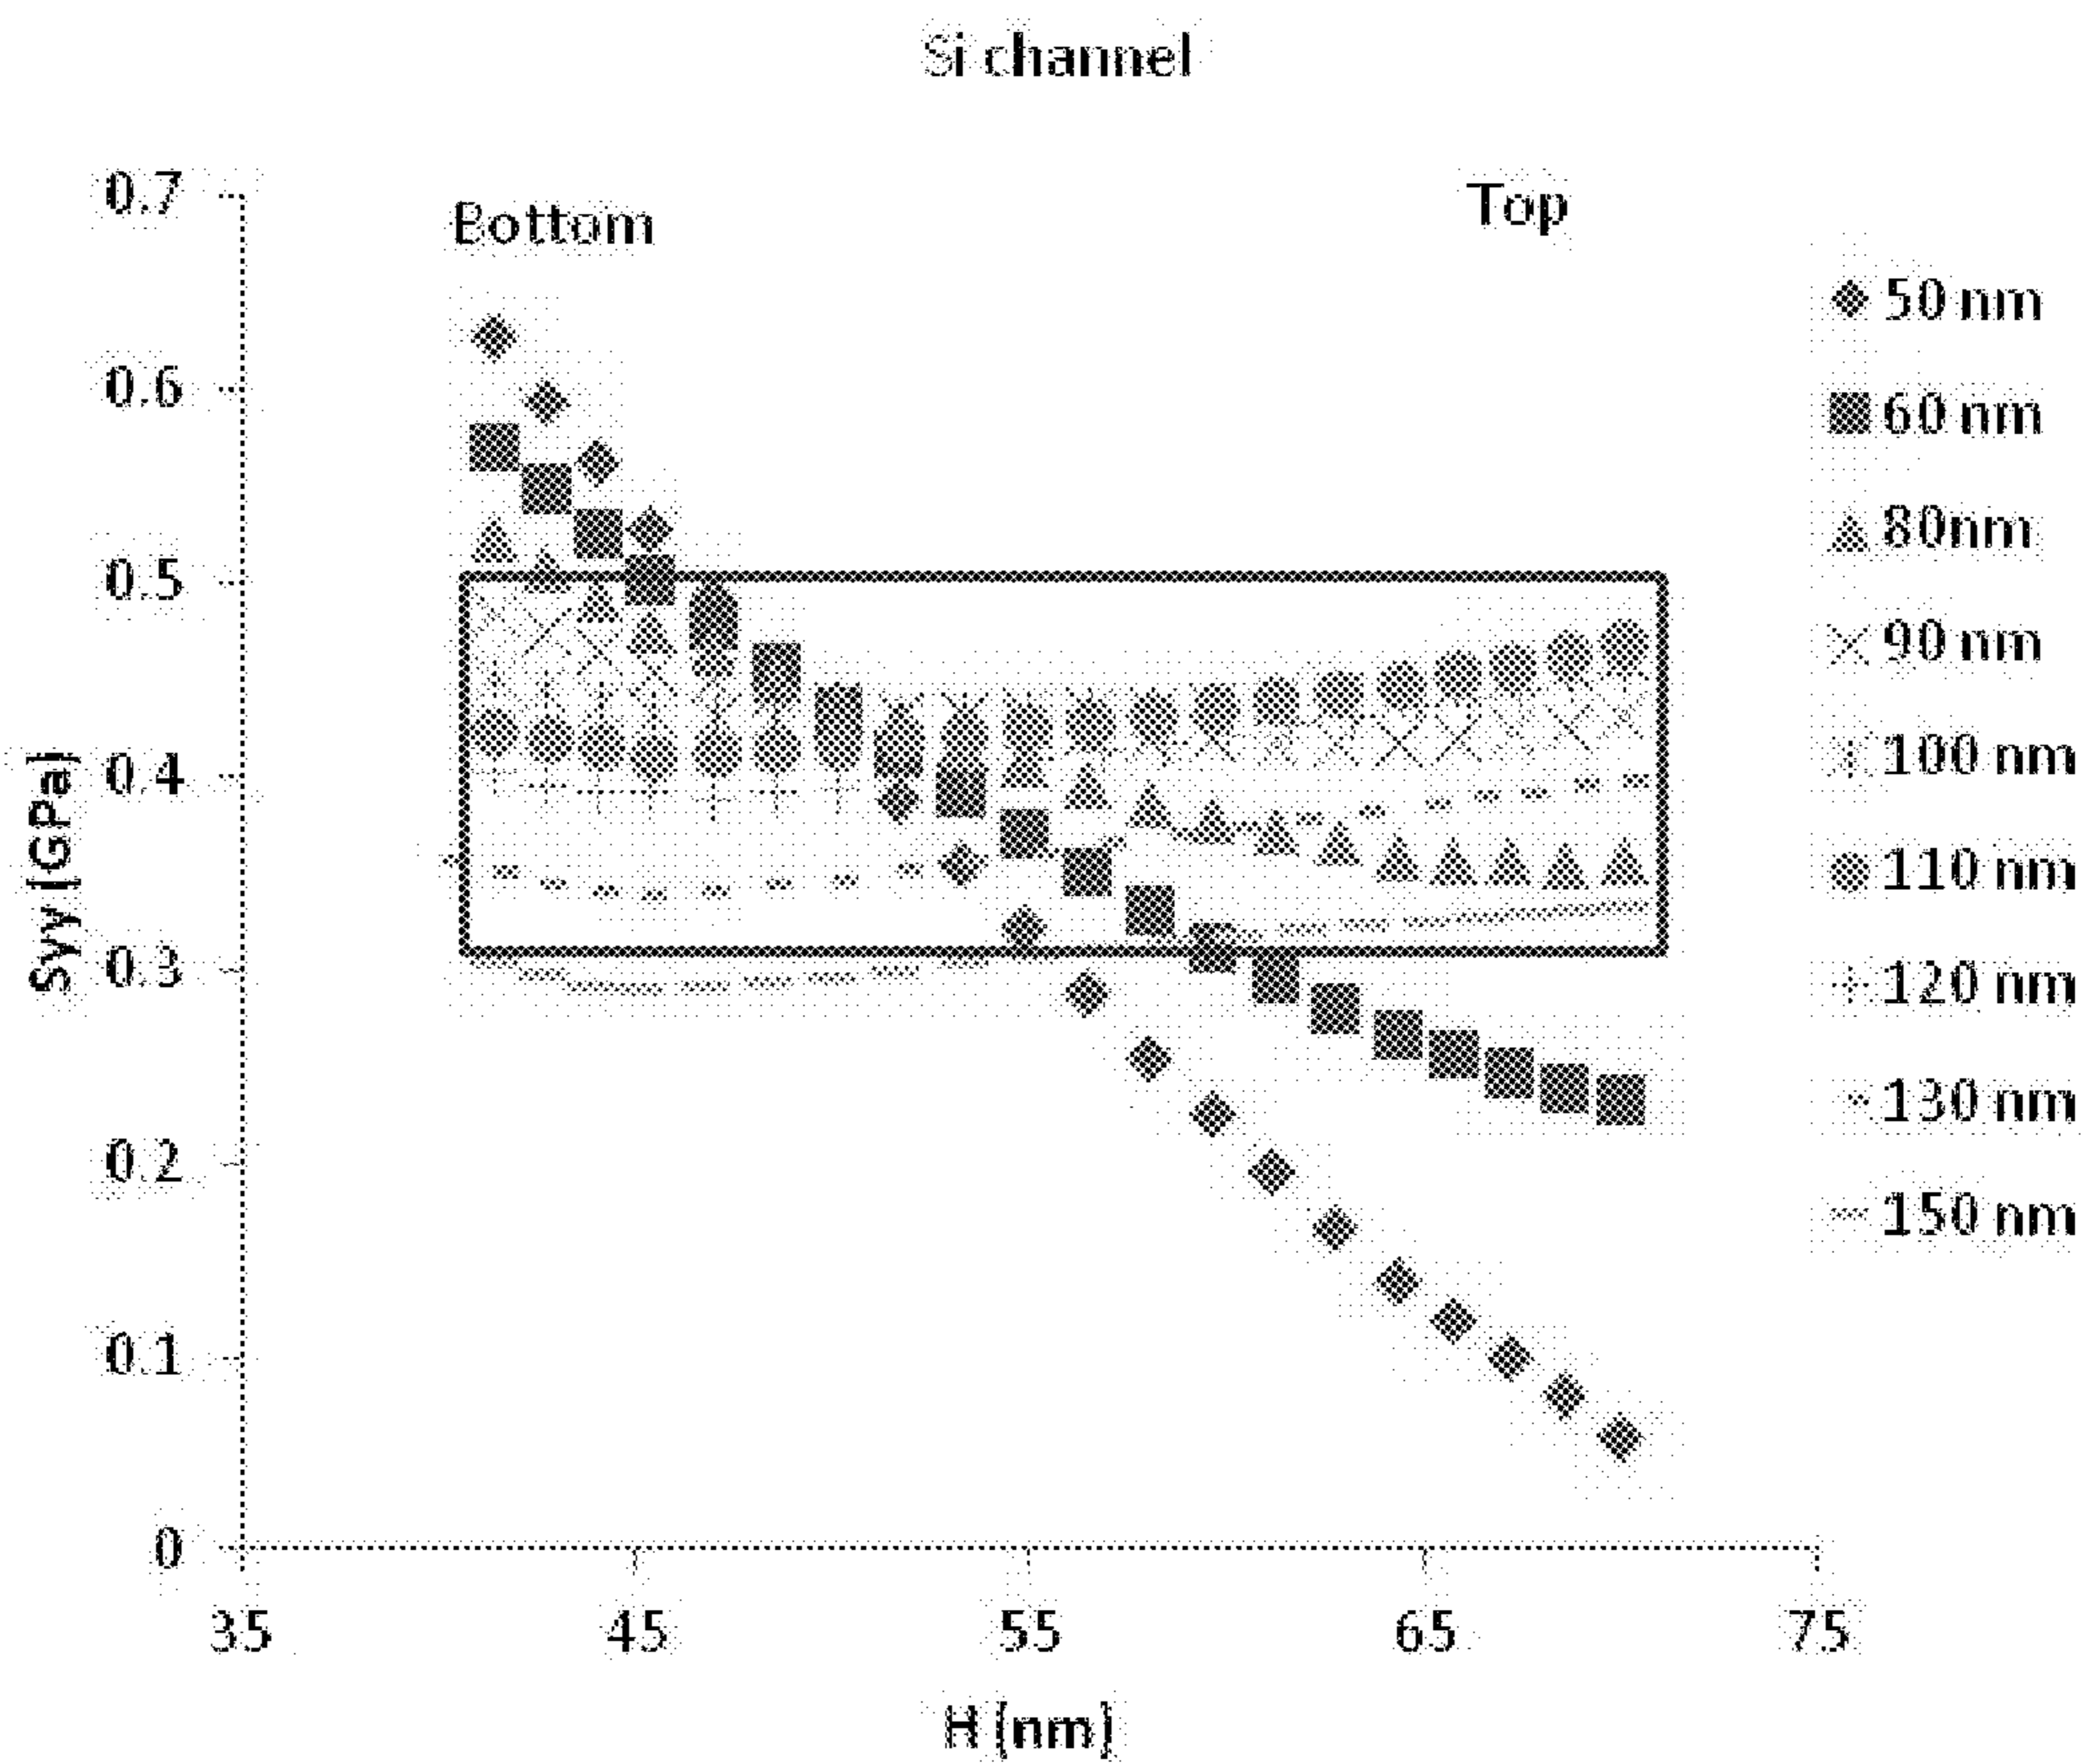 Si channel
0.7
0.6
0.5
0.4
0.3
0.2
0.1
0
Syy [GPa]
Bottom
Top
50 nm
60 nm
80nm
90 nm
100 nm
110 nm
120 nm
130 nm
150 nm
35
45
55
65
75
H [nm]